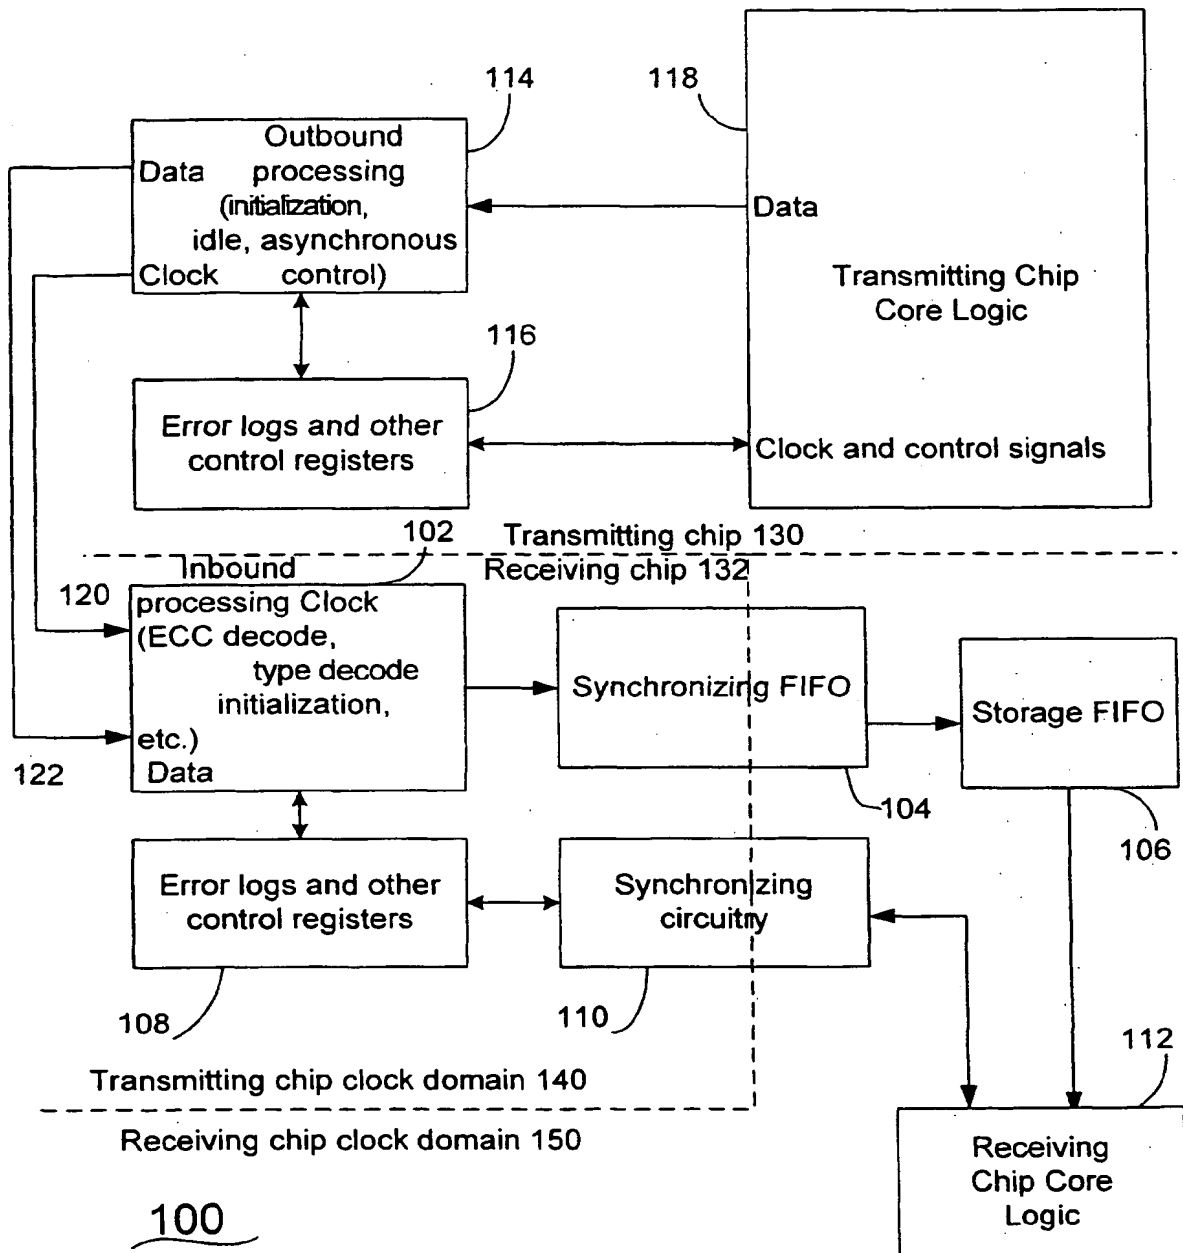 114
118
Outbound
Data processing
(initialization,
idle, asynchronous
Clock control)
Data
Transmitting Chip
Core Logic
116
Error logs and other
control registers
Clock and control signals
102
Transmitting chip 130
Inbound
Receiving chip 132
120
processing Clock
(ECC decode,
type decode
initialization,
etc.)
Data
122
Synchronizing FIFO
Storage FIFO
104
106
Error logs and other
control registers
Synchronizing
circuitry
108
110
112
Transmitting chip clock domain 140
Receiving chip clock domain 150
Receiving
Chip Core
Logic
100